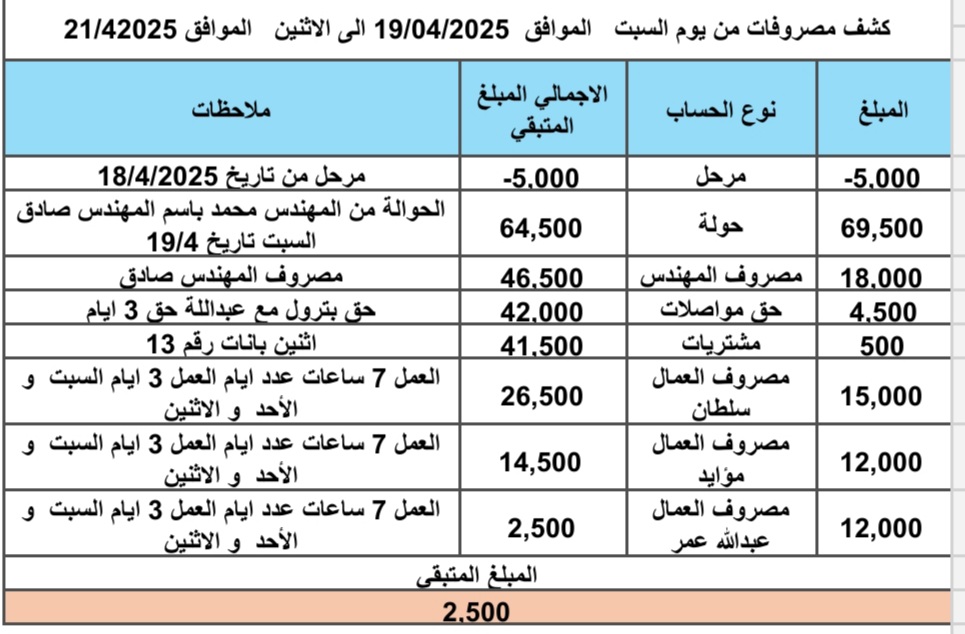 كشف مصروفات من يوم السبت الموافق 19/04/2025 الى الاثنين الموافق 21/42025
المبلغ نوع الحساب الاجمالي المبلغ المتبقي ملاحظات
-5,000 مرحل -5,000 مرحل من تاريخ 18/4/2025
69,500 حولة 64,500 الحوالة من المهندس محمد باسم المهندس صادق السبت تاريخ 19/4
18,000 مصروف المهندس 46,500 مصروف المهندس صادق
4,500 حق مواصلات 42,000 حق بترول مع عبداللة حق 3 ايام
500 مشتريات 41,500 اثنين بانات رقم 13
15,000 مصروف العمال سلطان 26,500 العمل 7 ساعات عدد ايام العمل 3 ايام السبت و الأحد و الاثنين
12,000 مصروف العمال مؤايد 14,500 العمل 7 ساعات عدد ايام العمل 3 ايام السبت و الأحد و الاثنين
12,000 مصروف العمال عبدالله عمر 2,500 العمل 7 ساعات عدد ايام العمل 3 ايام السبت و الأحد و الاثنين
المبلغ المتبقي
2,500